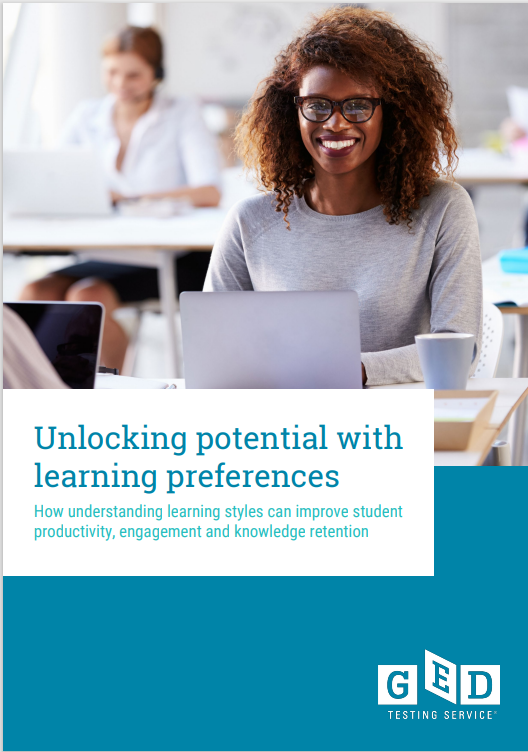 Unlocking potential with
learning preferences
How understanding learning styles can improve student
productivity, engagement and knowledge retention
GED
TESTING SERVICE®